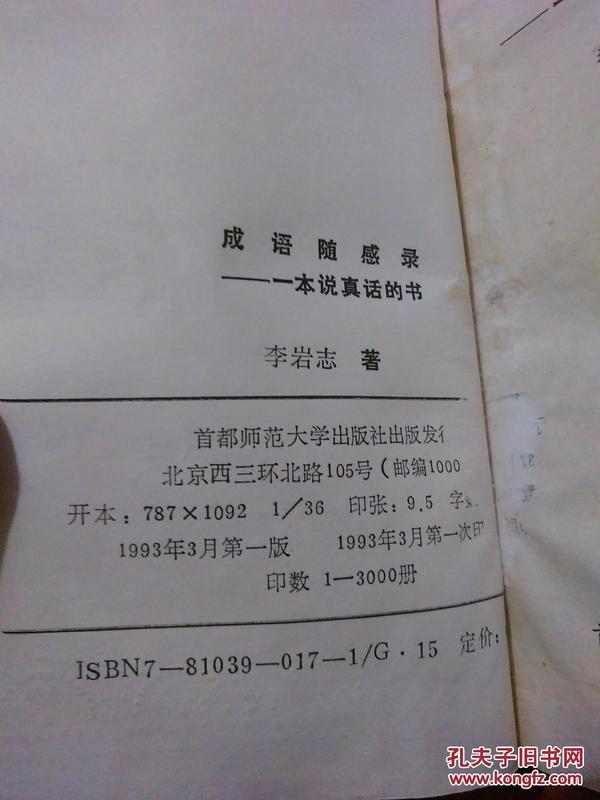 成语随感录
——一本说真话的书
李岩志 著
首都师范大学出版社出版发行
北京西三环北路105号(邮编1000
开本:787×1092 1/36 印张:9.5 字
1993年3月第一版 1993年3月第一次印
印数 1—3000册
ISBN7—81039—017—1/G·15 定价:
孔夫子旧书网
www.kongfz.com